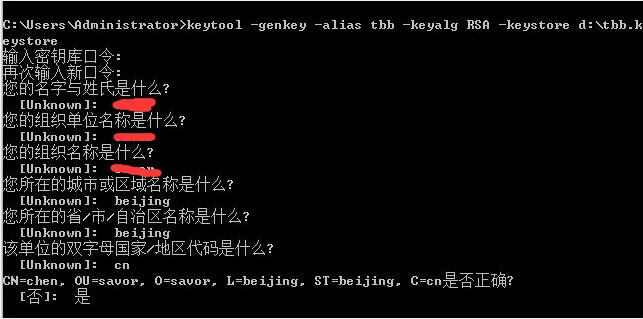 C:\Users\Administrator>keytool -genkey -alias tbb -keyalg RSA -keystore d:\tbb.k
eystore
输入密钥库口令:
再次输入新口令:
您的名字与姓氏是什么?
[Unknown]:
您的组织单位名称是什么?
[Unknown]:
您的组织名称是什么?
[Unknown]:
您所在的城市或区域名称是什么?
[Unknown]: beijing
您所在的省/市/自治区名称是什么?
[Unknown]: beijing
该单位的双字母国家/地区代码是什么?
[Unknown]: cn
CN=chen, OU=savor, O=savor, L=beijing, ST=beijing, C=cn是否正确?
[否]: 是